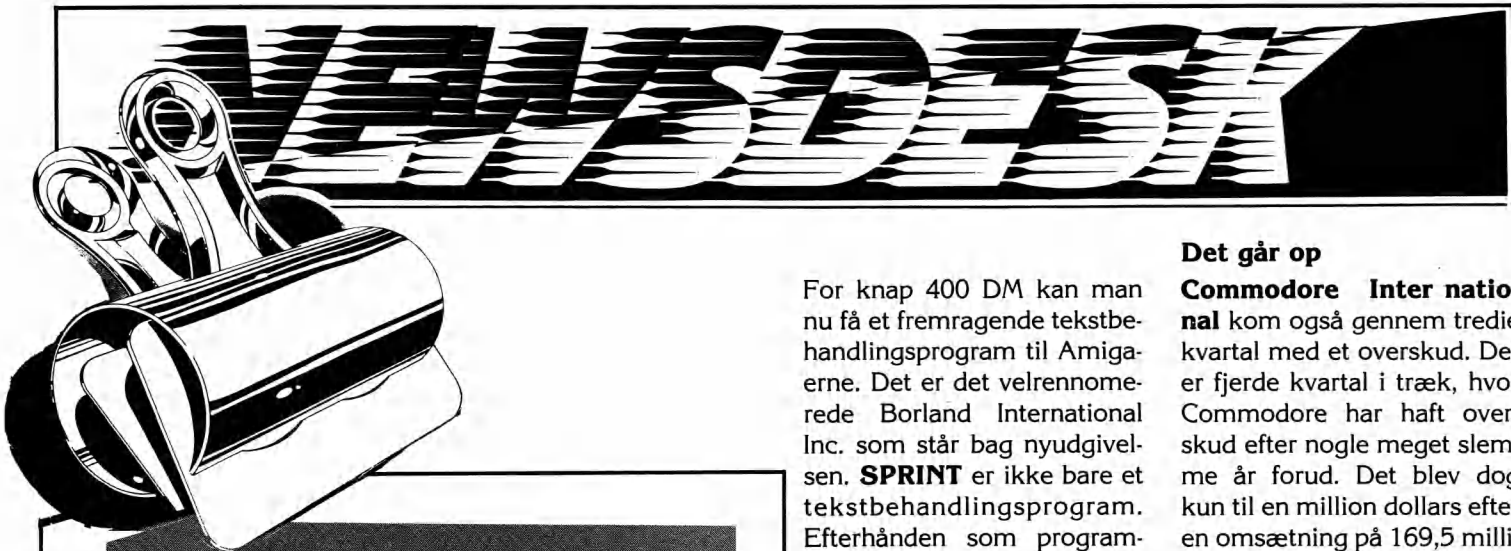 NEWSDESK
For knap 400 DM kan man
nu få et fremragende tekstbe-
handlingsprogram til Amiga-
erne. Det er det velrennome-
rede Borland International
Inc. som står bag nyudgivel-
sen. SPRINT er ikke bare et
tekstbehandlingsprogram.
Efterhånden som program-
Det går op
Commodore Inter natio
nal kom også gennem tredie
kvartal med et overskud. De
er fjerde kvartal i træk, hvo
Commodore har haft over
skud efter nogle meget slem
me år forud. Det blev dog
kun til en million dollars efte
en omsætning på 169,5 milli